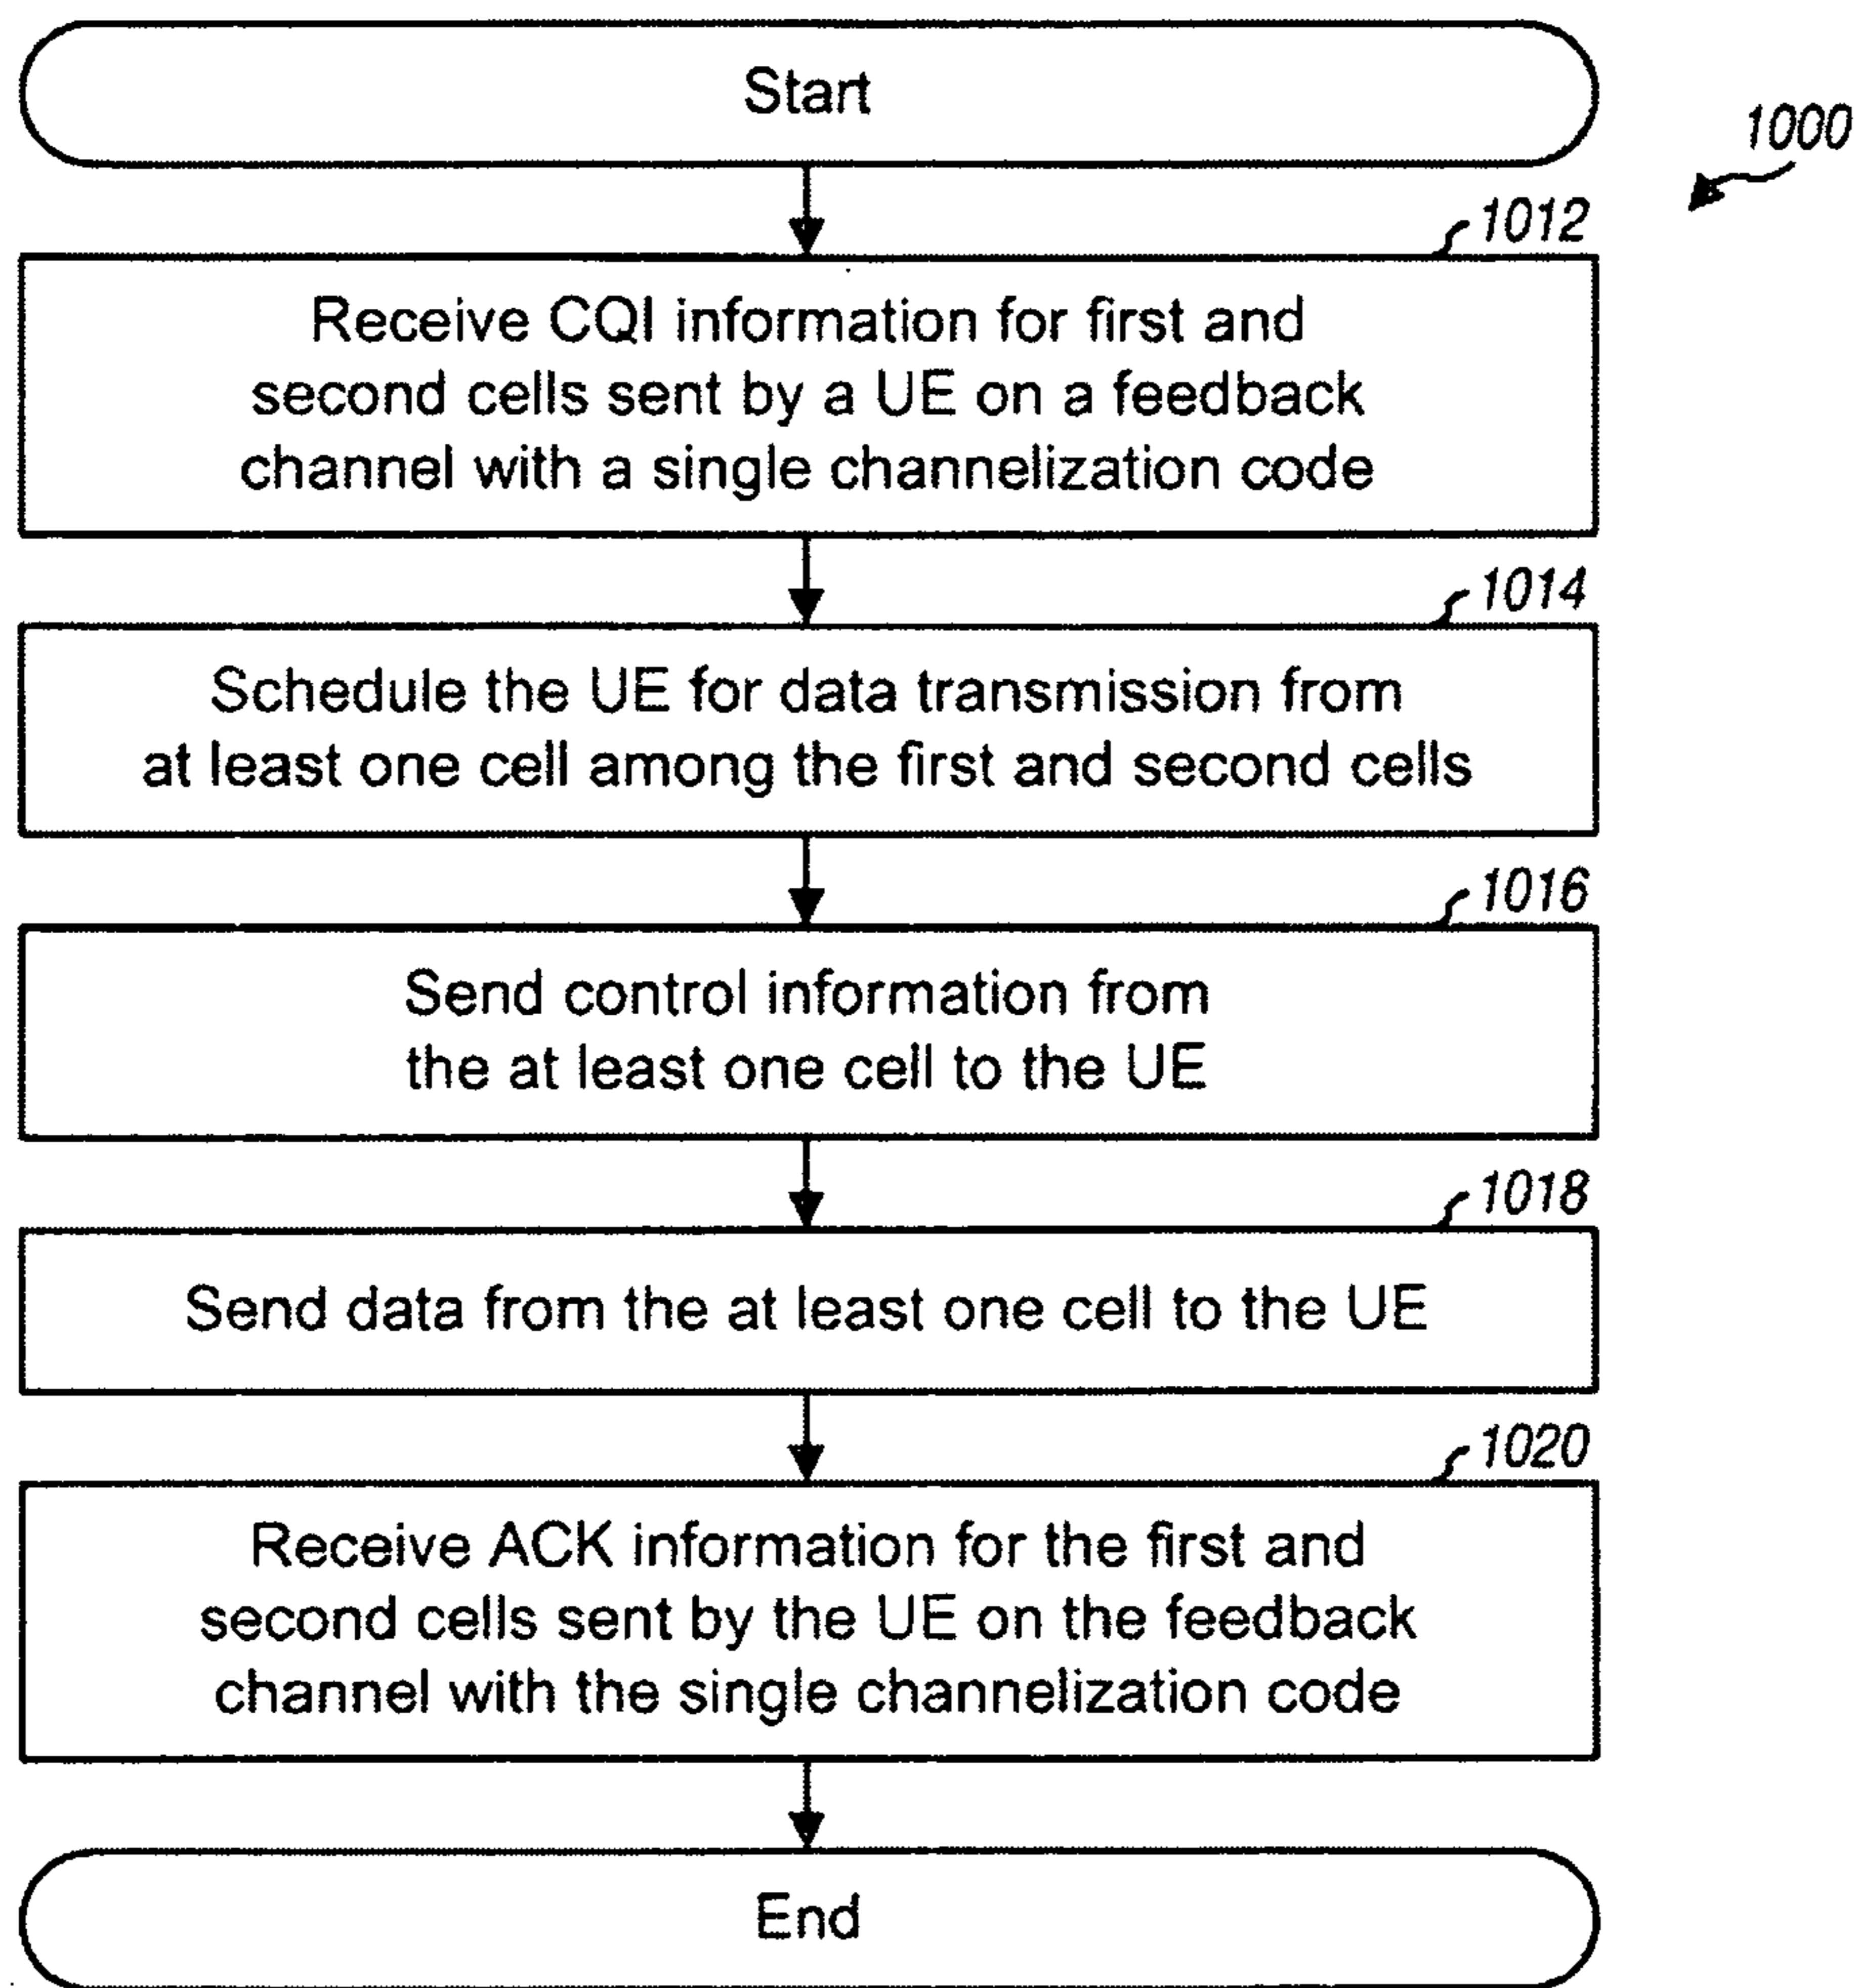 Start
1000
1012
Receive CQI information for first and
second cells sent by a UE on a feedback
channel with a single channelization code
1014
Schedule the UE for data transmission from
at least one cell among the first and second cells
1016
Send control information from
the at least one cell to the UE
1018
Send data from the at least one cell to the UE
1020
Receive ACK information for the first and
second cells sent by the UE on the feedback
channel with the single channelization code
End